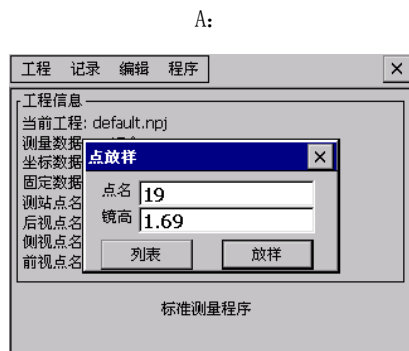 A:
工程 记录 编辑 程序
工程信息
当前工程: default.npj
测量数据
坐标数据
固定数据
测站点名
后视点名
侧视点名
前视点名
点放样
点名 19
镜高 1.69
列表 放样
标准测量程序